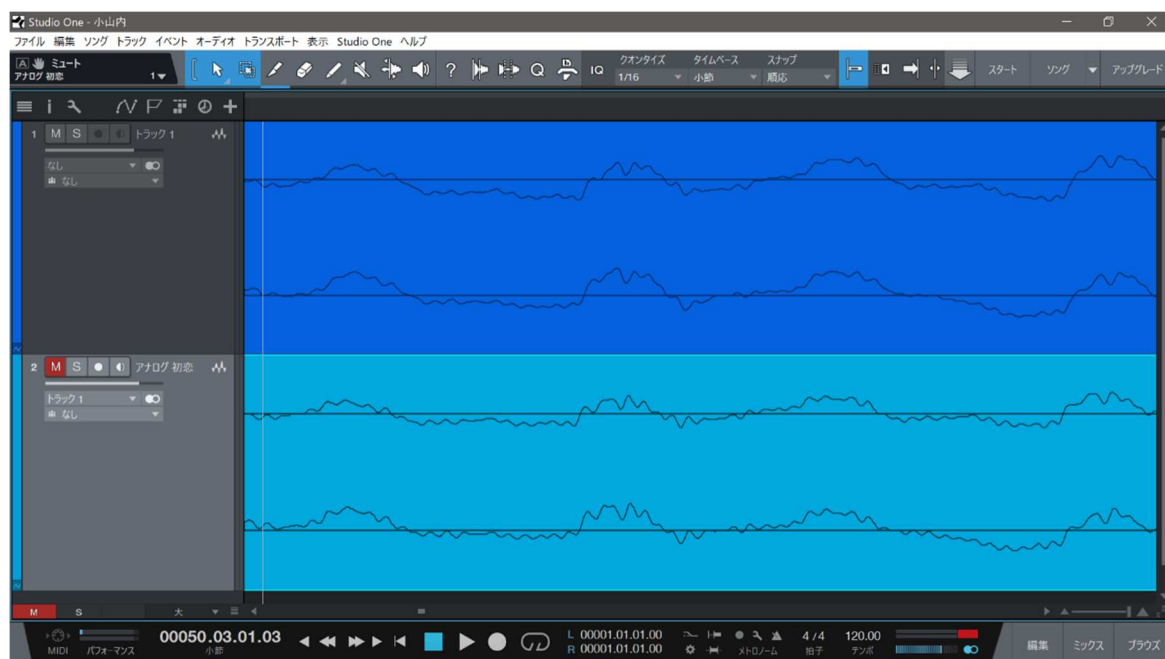 Studio One - 小山内
ファイル 編集 ソング トラック イベント オーディオ トランスポート 表示 Studio One ヘルプ
A ミュート
アナログ 初恋 1
? Q IQ
クオンタイズ タイムベース スナップ
1/16 小節 順応
スタート ソング アップグレード
1 M S トラック 1
なし
なし
2 M S アナログ 初恋
トラック 1
なし
M S 大
MIDI パフォーマンス
00050.03.01.03
小節
L 00001.01.01.00
R 00001.01.01.00
メトロノーム
4 / 4
拍子
120.00
テンポ
編集 ミックス ブラウズ